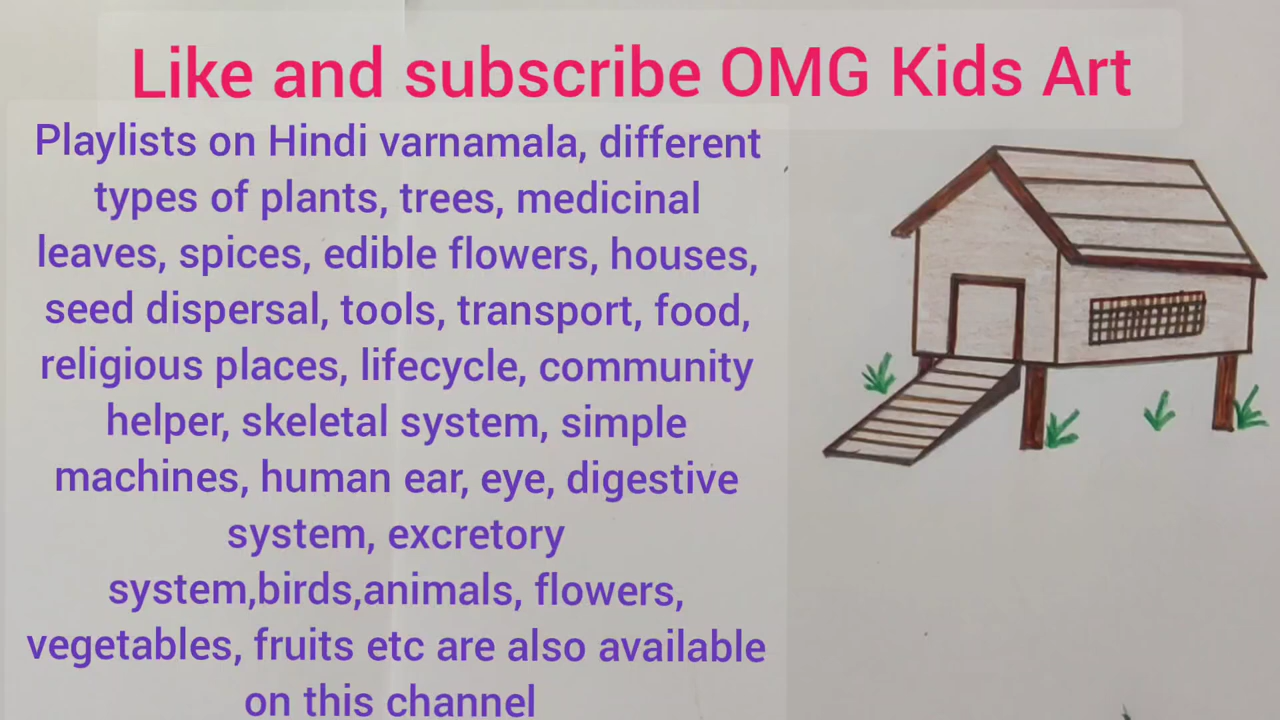 Like and subscribe OMG Kids Art
Playlists on Hindi varnamala, different
types of plants, trees, medicinal
leaves, spices, edible flowers, houses,
seed dispersal, tools, transport, food,
religious places, lifecycle, community
helper, skeletal system, simple
machines, human ear, eye, digestive
system, excretory
system,birds,animals, flowers,
vegetables, fruits etc are also available
on this channel